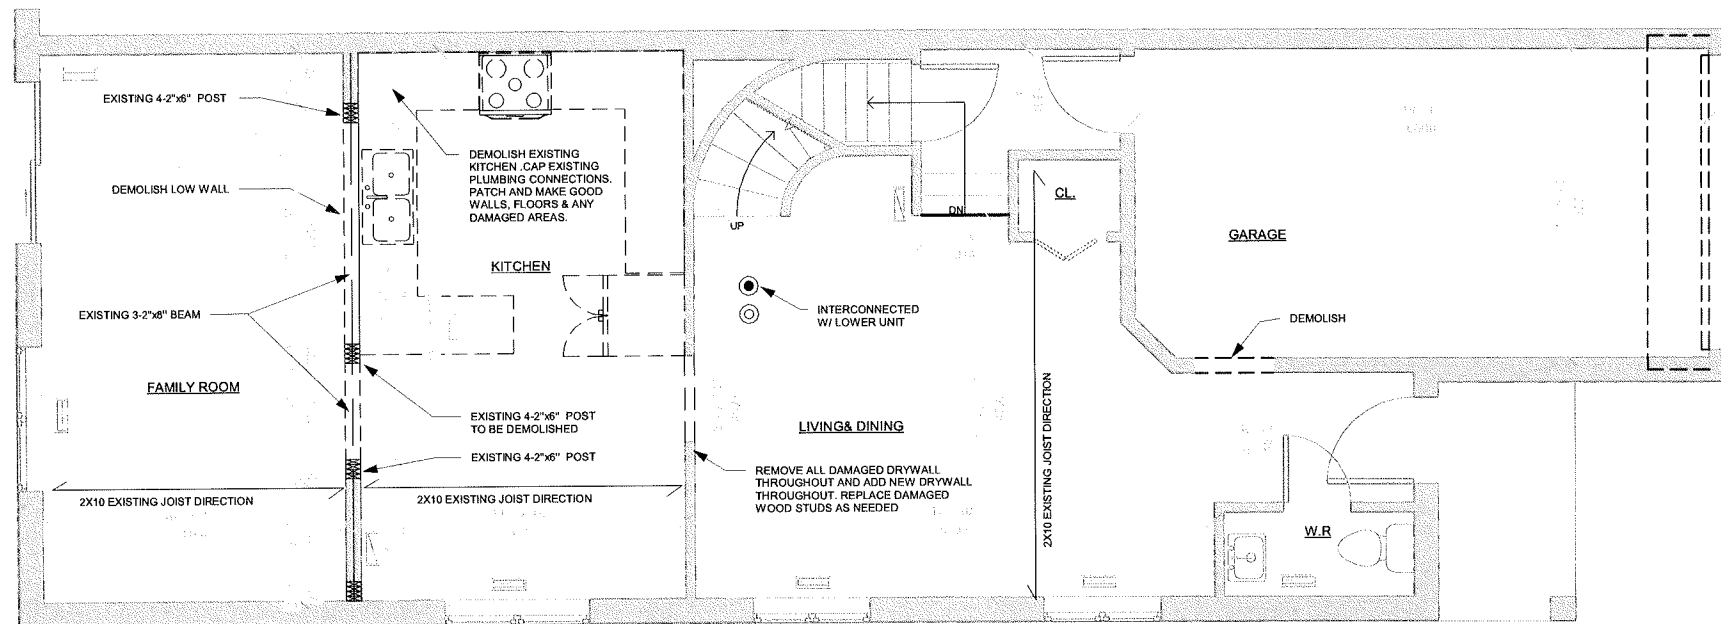 EXISTING 4-2"x6" POST
DEMOLISH LOW WALL
EXISTING 3-2"x8" BEAM
FAMILY ROOM
2X10 EXISTING JOIST DIRECTION
DEMOLISH EXISTING
KITCHEN .CAP EXISTING
PLUMBING CONNECTIONS.
PATCH AND MAKE GOOD
WALLS, FLOORS & ANY
DAMAGED AREAS.
KITCHEN
EXISTING 4-2"x6" POST
TO BE DEMOLISHED
EXISTING 4-2"x6" POST
2X10 EXISTING JOIST DIRECTION
UP
DN
INTERCONNECTED
W/ LOWER UNIT
LIVING& DINING
REMOVE ALL DAMAGED DRYWALL
THROUGHOUT AND ADD NEW DRYWALL
THROUGHOUT. REPLACE DAMAGED
WOOD STUDS AS NEEDED
2X10 EXISTING JOIST DIRECTION
CL.
GARAGE
DEMOLISH
W.R